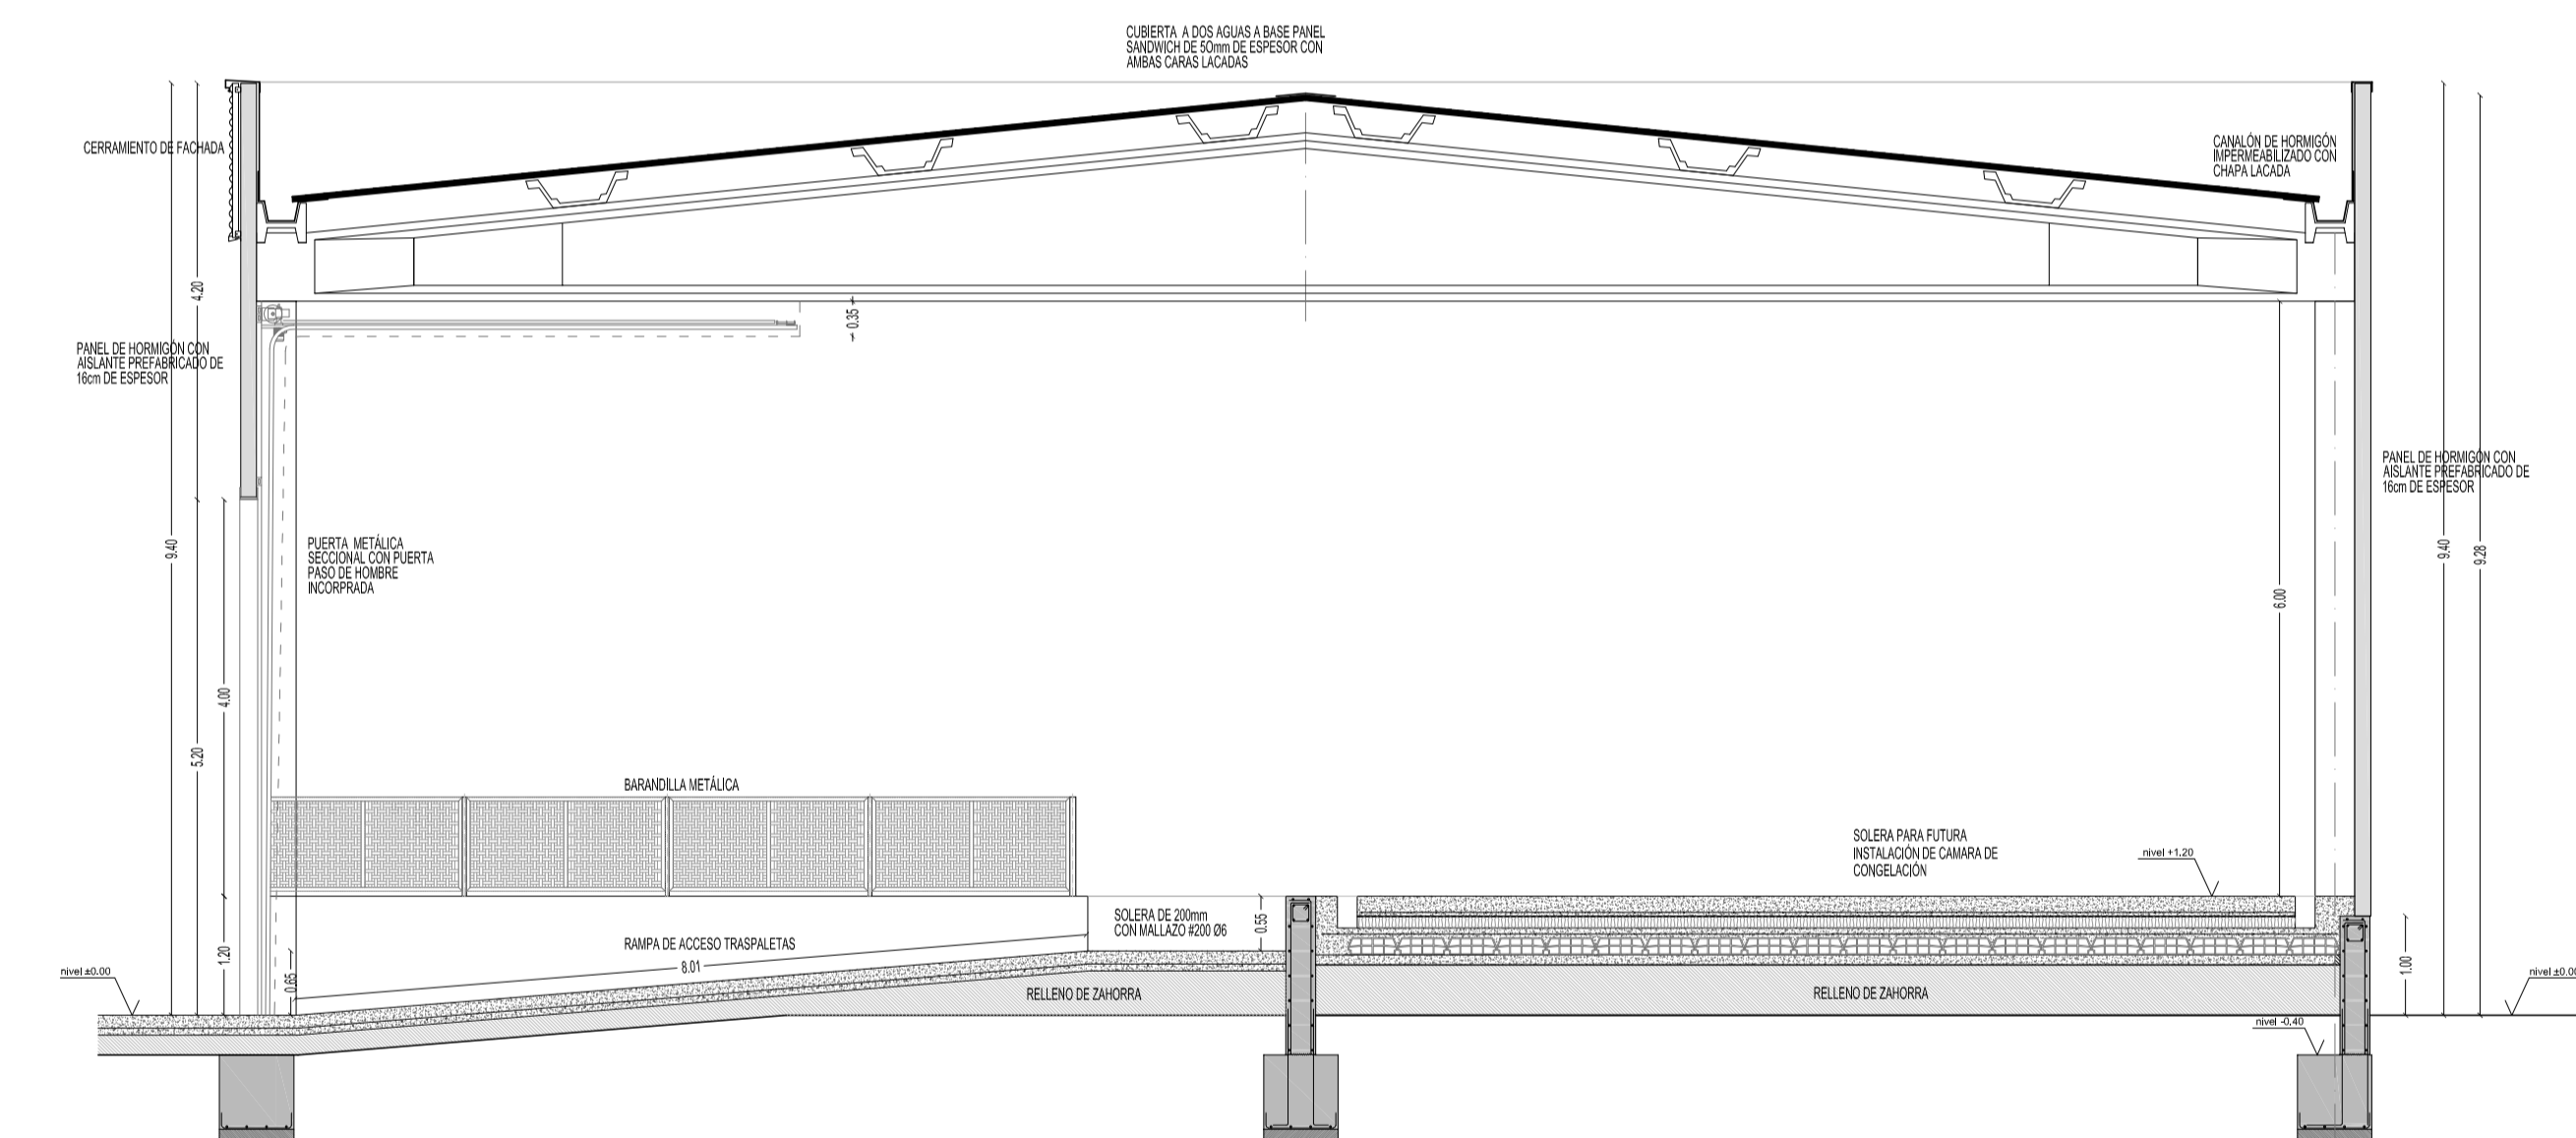 CUBIERTA A DOS AGUAS A BASE PANEL
SANDWICH DE 50mm DE ESPESOR CON
AMBAS CARAS LACADAS
CERRAMIENTO DE FACHADA
CANALÓN DE HORMIGÓN
IMPERMEABILIZADO CON
CHAPA LACADA
4.20
0.35
PANEL DE HORMIGÓN CON
AISLANTE PREFABRICADO DE
16cm DE ESPESOR
PANEL DE HORMIGÓN CON
AISLANTE PREFABRICADO DE
16cm DE ESPESOR
9.40
PUERTA METÁLICA
SECCIONAL CON PUERTA
PASO DE HOMBRE
INCORPRADA
9.40
9.28
6.00
4.00
5.20
BARANDILLA METÁLICA
SOLERA PARA FUTURA
INSTALACIÓN DE CAMARA DE
CONGELACIÓN
nivel +1.20
SOLERA DE 200mm
CON MALLAZO #200 Ø6
0.55
RAMPA DE ACCESO TRASPALETAS
8.01
1.20
0.65
nivel ±0.00
RELLENO DE ZAHORRA
RELLENO DE ZAHORRA
1.00
nivel ±0.00
nivel -0.40